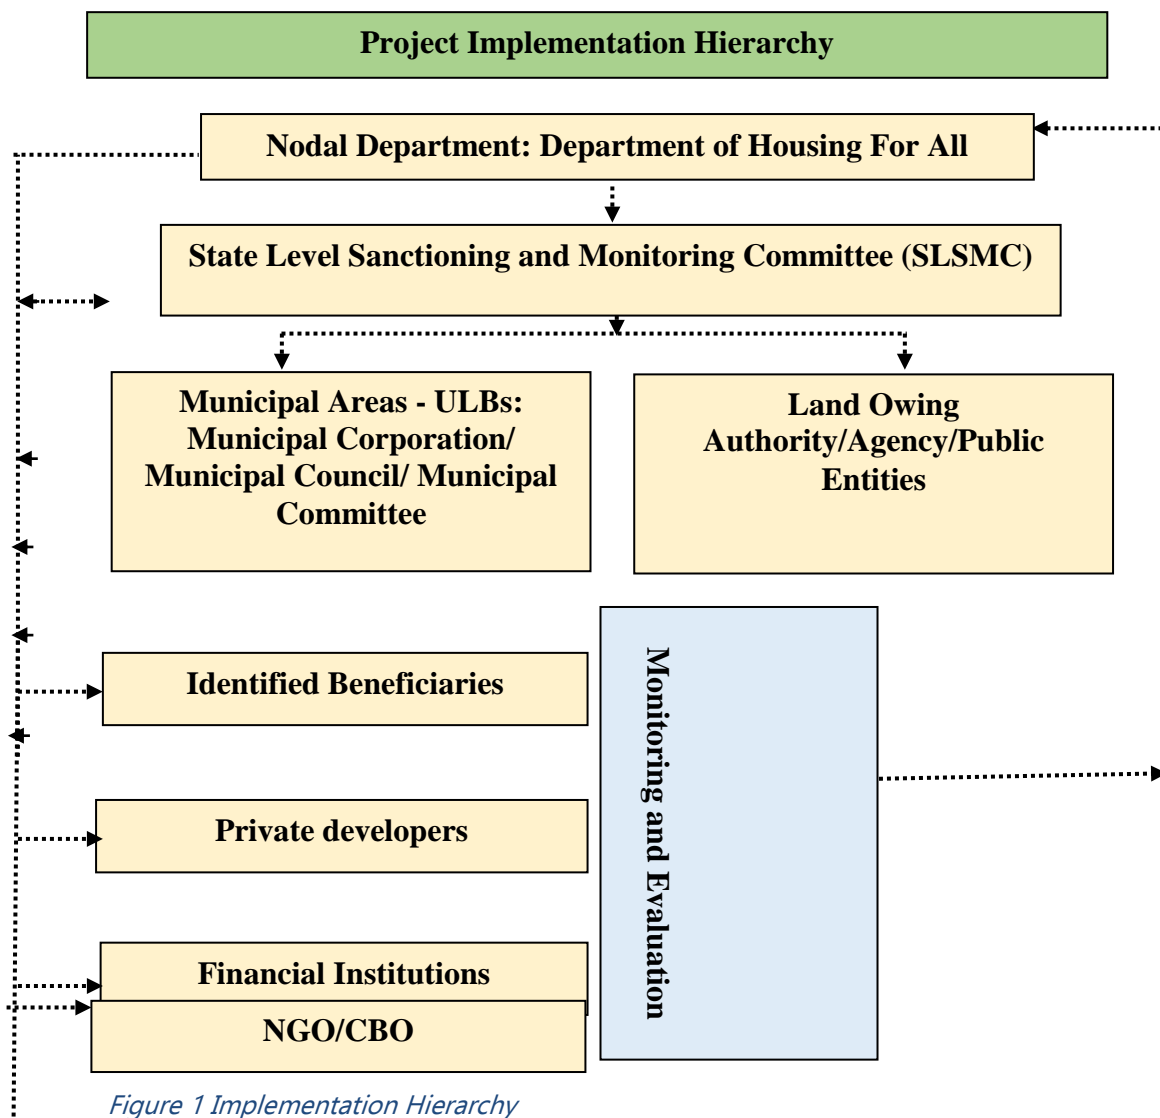 Project Implementation Hierarchy
Nodal Department: Department of Housing For All
State Level Sanctioning and Monitoring Committee (SLSMC)
Municipal Areas - ULBs:
Municipal Corporation/
Municipal Council/ Municipal
Committee
Land Owing
Authority/Agency/Public
Entities
Identified Beneficiaries
Private developers
Financial Institutions
NGO/CBO
Monitoring and Evaluation
Figure 1 Implementation Hierarchy